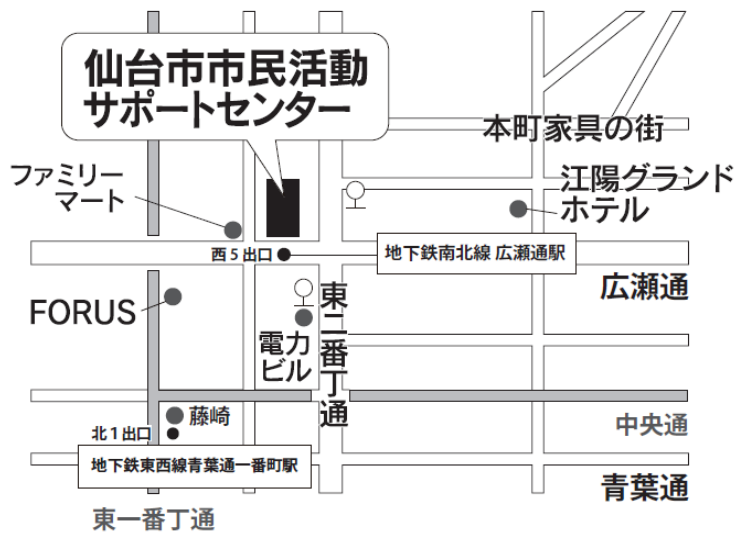 仙台市市民活動
サポートセンター
本町家具の街
ファミリー
マート
江陽グランド
ホテル
西5出口
地下鉄南北線 広瀬通駅
広瀬通
FORUS
東二番丁通
電力
ビル
藤崎
中央通
北1出口
地下鉄東西線青葉通一番町駅
青葉通
東一番丁通